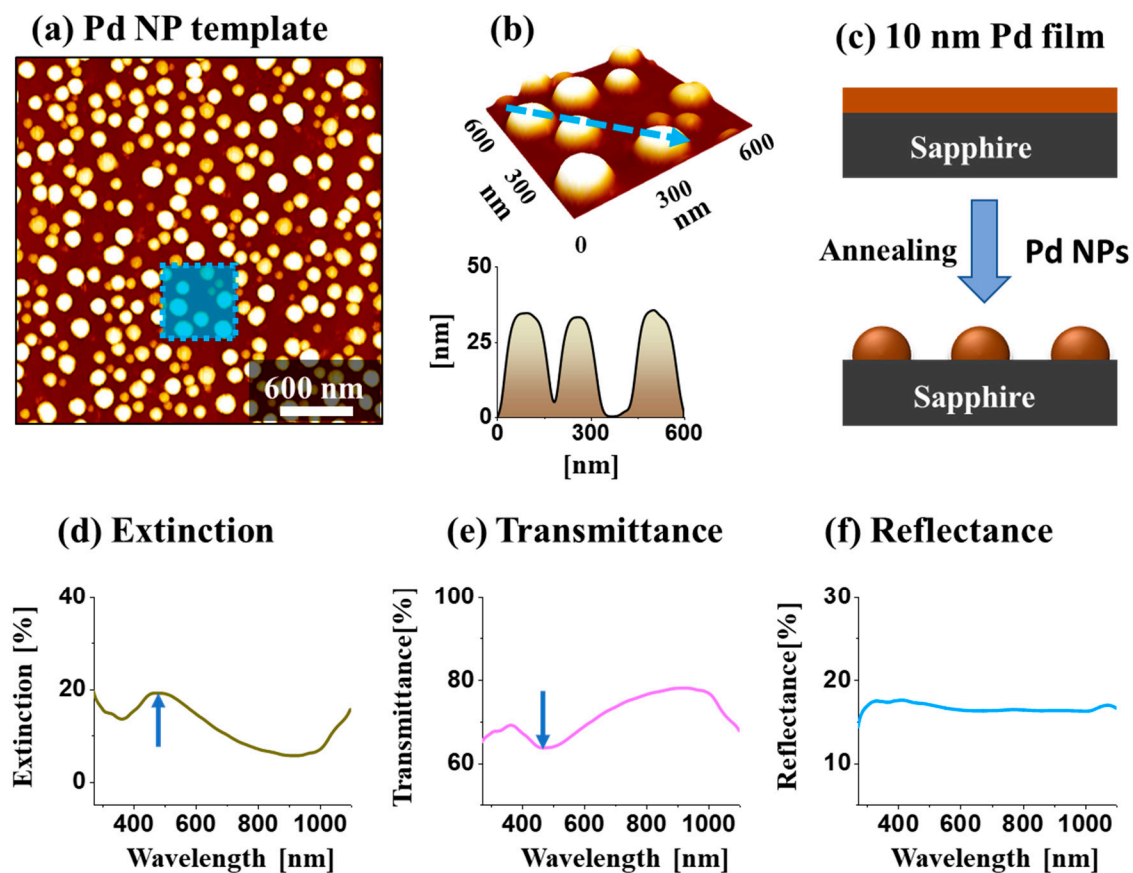 (a) Pd NP template
600 nm
(b)
600
300
nm
0
300
nm
600
50
25
0
[nm]
0
300
600
[nm]
(c) 10 nm Pd film
Sapphire
Annealing
Pd NPs
Sapphire
(d) Extinction
40
20
0
Extinction [%]
400
600
800
1000
Wavelength [nm]
(e) Transmittance
100
80
60
Transmittance[%]
400
600
800
1000
Wavelength [nm]
(f) Reflectance
30
20
10
Reflectance[%]
400
600
800
1000
Wavelength [nm]